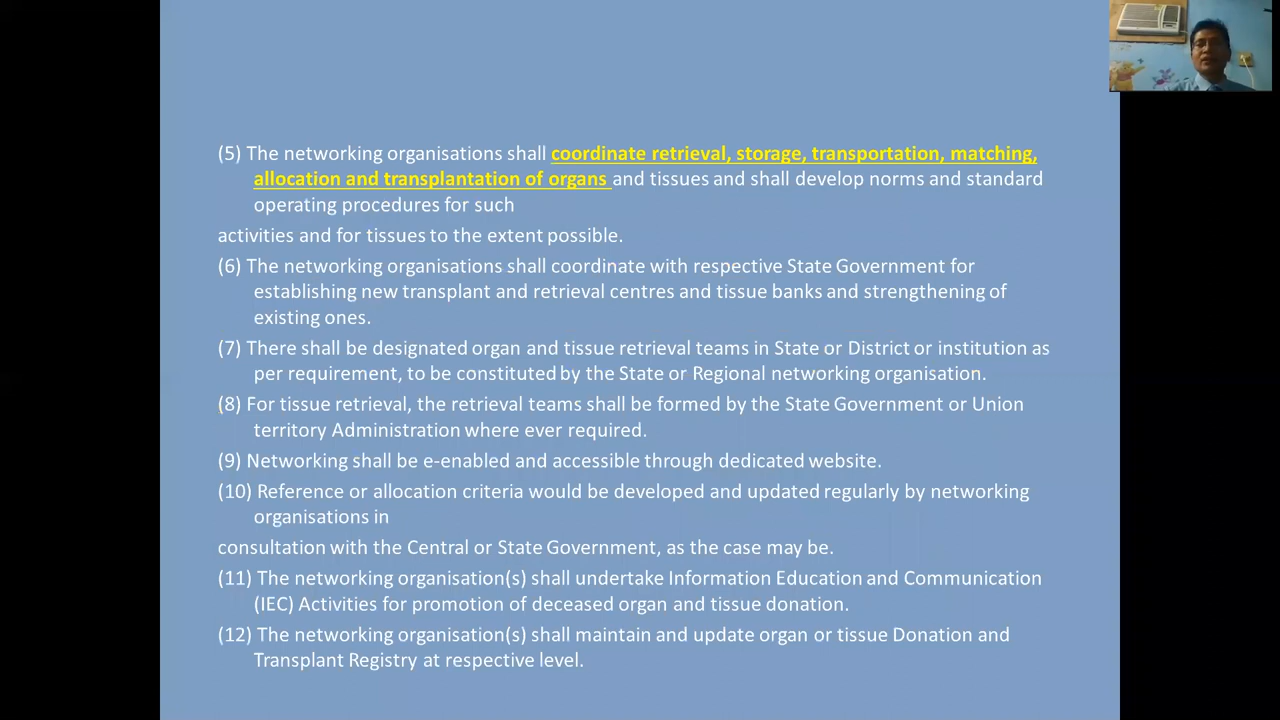 (5) The networking organisations shall coordinate retrieval, storage, transportation, matching,
allocation and transplantation of organs and tissues and shall develop norms and standard
operating procedures for such
activities and for tissues to the extent possible.
(6) The networking organisations shall coordinate with respective State Government for
establishing new transplant and retrieval centres and tissue banks and strengthening of
existing ones.
(7) There shall be designated organ and tissue retrieval teams in State or District or institution as
per requirement, to be constituted by the State or Regional networking organisation.
(8) For tissue retrieval, the retrieval teams shall be formed by the State Government or Union
territory Administration where ever required.
(9) Networking shall be e-enabled and accessible through dedicated website.
(10) Reference or allocation criteria would be developed and updated regularly by networking
organisations in
consultation with the Central or State Government, as the case may be.
(11) The networking organisation(s) shall undertake Information Education and Communication
(IEC) Activities for promotion of deceased organ and tissue donation.
(12) The networking organisation(s) shall maintain and update organ or tissue Donation and
Transplant Registry at respective level.